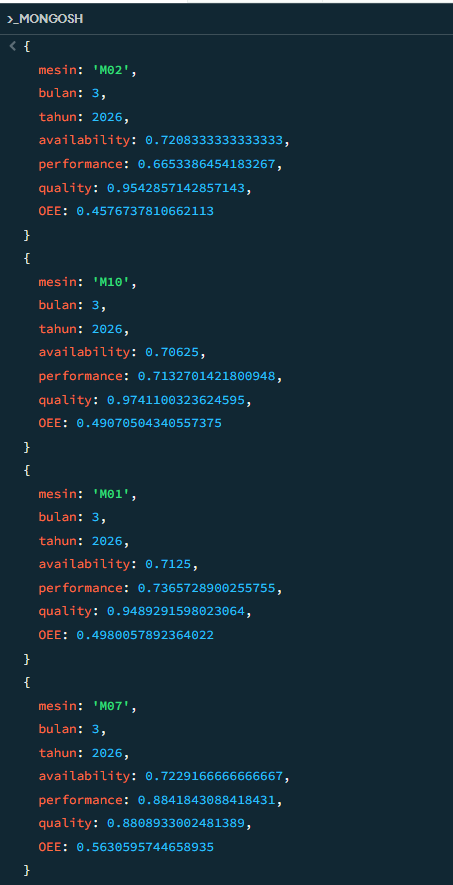 >_MONGOSH
< {
mesin: 'M02',
bulan: 3,
tahun: 2026,
availability: 0.7208333333333333,
performance: 0.6653386454183267,
quality: 0.9542857142857143,
OEE: 0.4576737810662113
}
{
mesin: 'M10',
bulan: 3,
tahun: 2026,
availability: 0.70625,
performance: 0.7132701421800948,
quality: 0.9741100323624595,
OEE: 0.49070504340557375
}
{
mesin: 'M01',
bulan: 3,
tahun: 2026,
availability: 0.7125,
performance: 0.7365728900255755,
quality: 0.9489291598023064,
OEE: 0.4980057892364022
}
{
mesin: 'M07',
bulan: 3,
tahun: 2026,
availability: 0.7229166666666667,
performance: 0.8841843088418431,
quality: 0.8808933002481389,
OEE: 0.5630595744658935
}